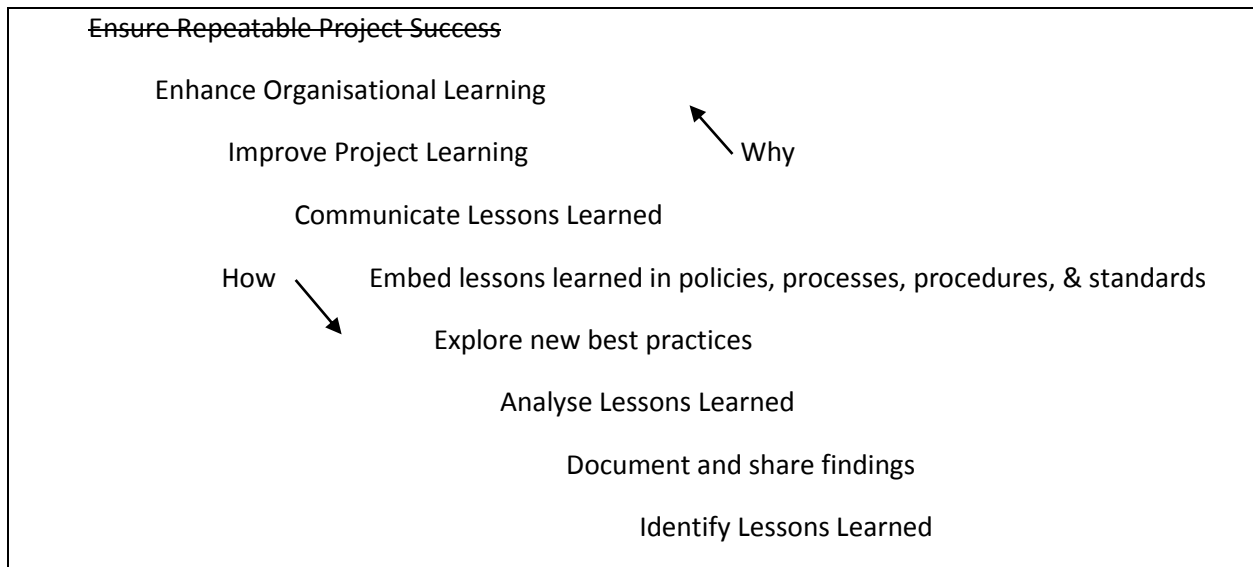 Ensure Repeatable Project Success
Enhance Organisational Learning
Improve Project Learning
Why
Communicate Lessons Learned
How
Embed lessons learned in policies, processes, procedures, & standards
Explore new best practices
Analyse Lessons Learned
Document and share findings
Identify Lessons Learned